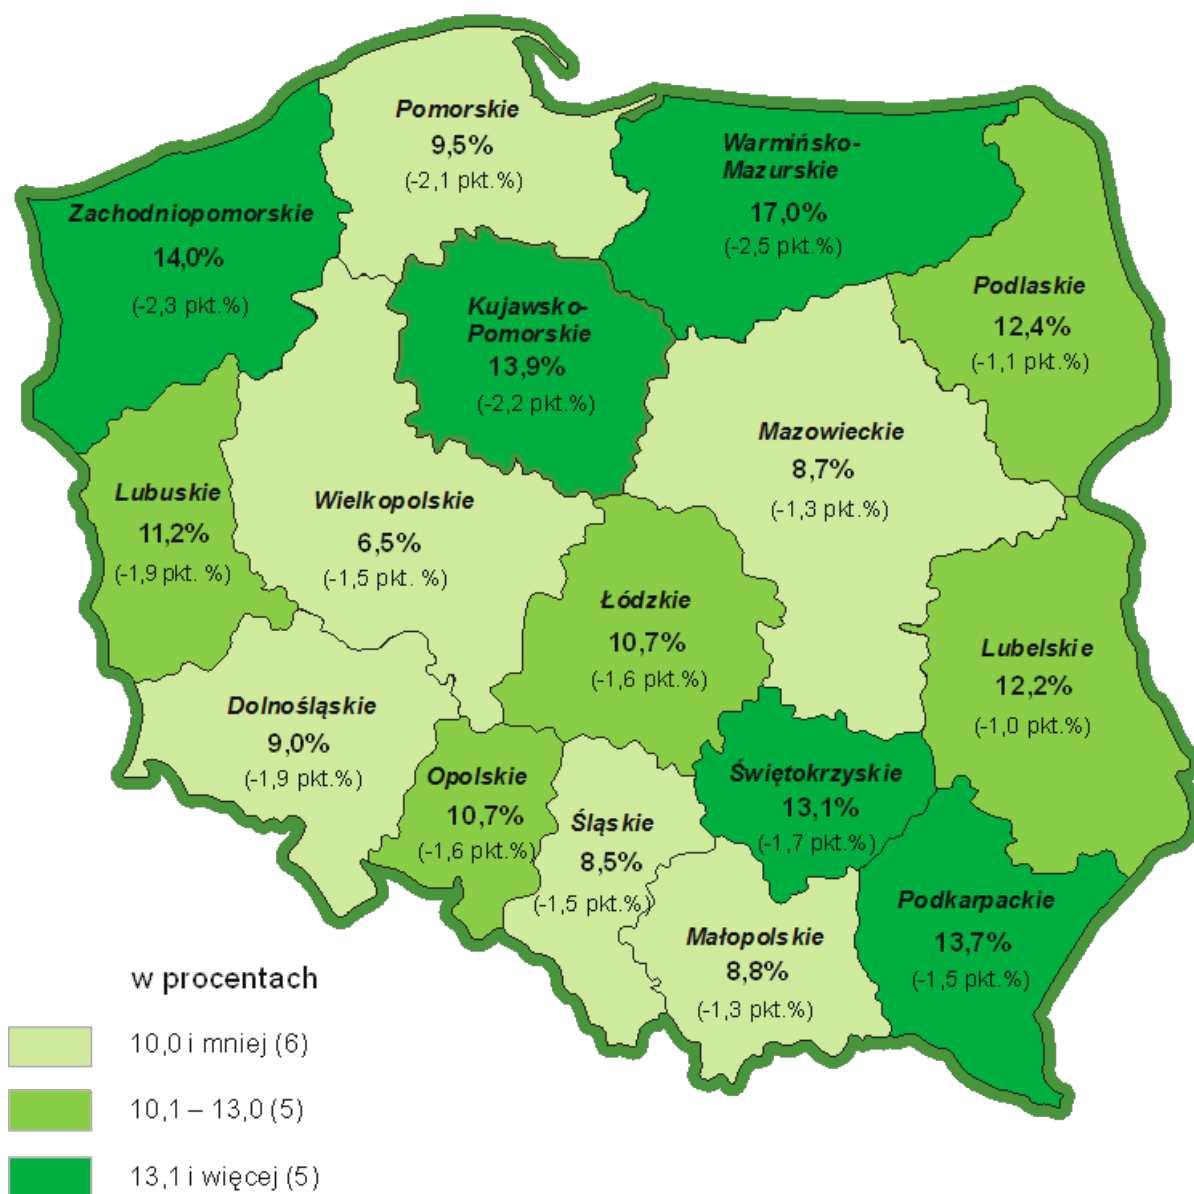 Pomorskie
9,5%
(-2,1 pkt.%)
Warmińsko-
Mazurskie
17,0%
(-2,5 pkt.%)
Zachodniopomorskie
14,0%
(-2,3 pkt.%)
Podlaskie
12,4%
(-1,1 pkt.%)
Kujawsko-
Pomorskie
13,9%
(-2,2 pkt.%)
Mazowieckie
8,7%
(-1,3 pkt.%)
Lubuskie
11,2%
(-1,9 pkt. %)
Wielkopolskie
6,5%
(-1,5 pkt. %)
Łódzkie
10,7%
(-1,6 pkt.%)
Lubelskie
12,2%
(-1,0 pkt.%)
Dolnośląskie
9,0%
(-1,9 pkt.%)
Opolskie
10,7%
(-1,6 pkt.%)
Śląskie
8,5%
(-1,5 pkt.%)
Świętokrzyskie
13,1%
(-1,7 pkt.%)
Małopolskie
8,8%
(-1,3 pkt.%)
Podkarpackie
13,7%
(-1,5 pkt.%)
w procentach
10,0 i mniej (6)
10,1 – 13,0 (5)
13,1 i więcej (5)